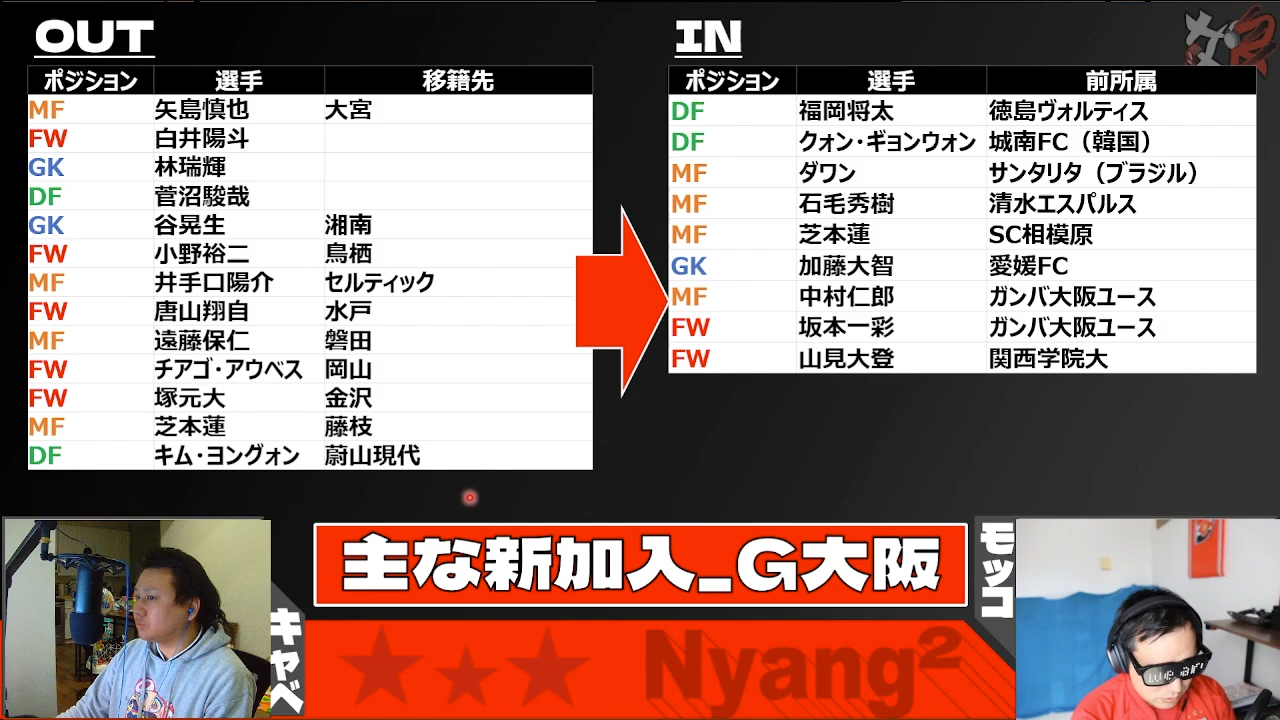 OUT
ポジション 選手 移籍先
MF 矢島慎也 大宮
FW 白井陽斗
GK 林瑞輝
DF 菅沼駿哉
GK 谷晃生 湘南
FW 小野裕二 鳥栖
MF 井手口陽介 セルティック
FW 唐山翔自 水戸
MF 遠藤保仁 磐田
FW チアゴ・アウベス 岡山
FW 塚元大 金沢
MF 芝本蓮 藤枝
DF キム・ヨングォン 蔚山現代
IN
ポジション 選手 前所属
DF 福岡将太 徳島ヴォルティス
DF クォン・ギョンウォン 城南FC（韓国）
MF ダワン サンタリタ（ブラジル）
MF 石毛秀樹 清水エスパルス
MF 芝本蓮 SC相模原
GK 加藤大智 愛媛FC
MF 中村仁郎 ガンバ大阪ユース
FW 坂本一彩 ガンバ大阪ユース
FW 山見大登 関西学院大
主な新加入_G大阪
キャベ
モッコ
Nyang²